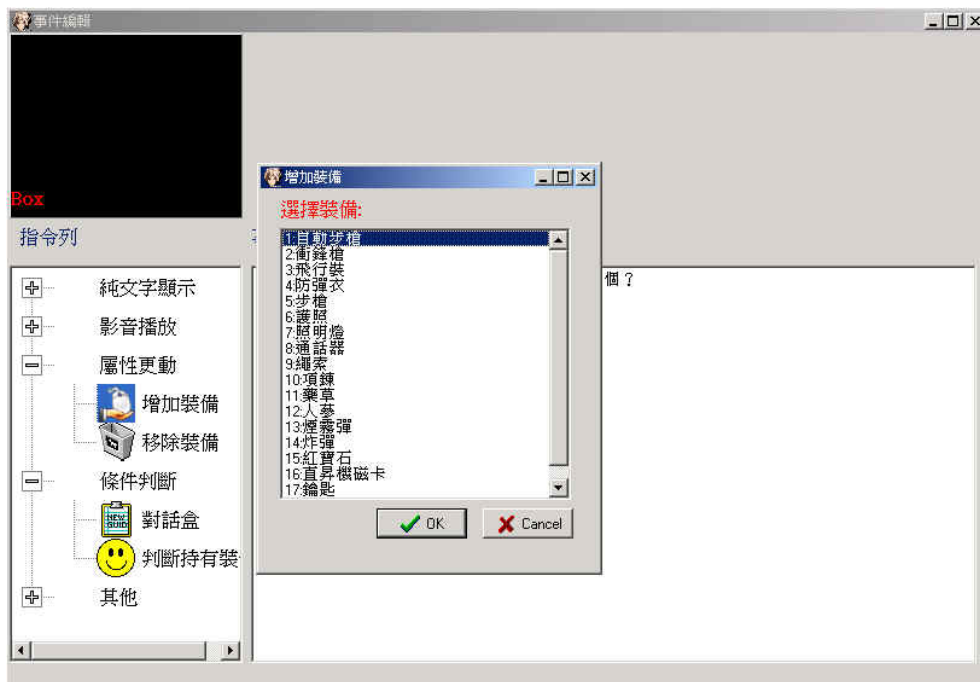 事件編輯
Box
指令列
純文字顯示
影音播放
屬性更動
增加裝備
移除裝備
條件判斷
NEW
GUID
對話盒
判斷持有裝
其他
個？
增加裝備
選擇裝備:
1:自動步槍
2:衝鋒槍
3:飛行裝
4:防彈衣
5:步槍
6:護照
7:照明燈
8:通話器
9:繩索
10:項鍊
11:藥草
12:人蔘
13:煙霧彈
14:炸彈
15:紅寶石
16:直昇機磁卡
17:鑰匙
OK
Cancel